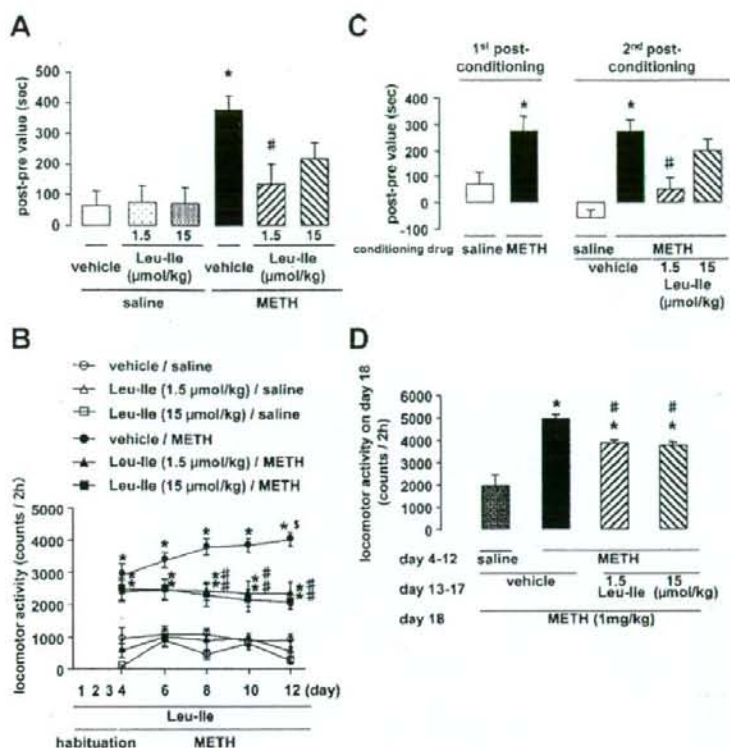 A
post-pre value (sec)
500
400
300
200
100
0
*
#
1.5 15
1.5 15
vehicle Leu-Ile (µmol/kg) vehicle Leu-Ile (µmol/kg)
saline METH
C
1st post-conditioning
2nd post-conditioning
post-pre value (sec)
400
300
200
100
0
-100
*
*
#
conditioning drug saline METH saline METH
vehicle 1.5 15
Leu-Ile
(µmol/kg)
B
vehicle / saline
Leu-Ile (1.5 µmol/kg) / saline
Leu-Ile (15 µmol/kg) / saline
vehicle / METH
Leu-Ile (1.5 µmol/kg) / METH
Leu-Ile (15 µmol/kg) / METH
locomotor activity (counts / 2h)
5000
4000
3000
2000
1000
0
* * * * * $
* * * *# *#
* * *# *# *#
1 2 3 4 6 8 10 12 (day)
Leu-Ile
habituation METH
D
locomotor activity on day 18
(counts / 2h)
6000
5000
4000
3000
2000
1000
0
*
# #
* *
day 4-12 saline METH
day 13-17 vehicle 1.5 15
Leu-Ile (µmol/kg)
day 18 METH (1mg/kg)